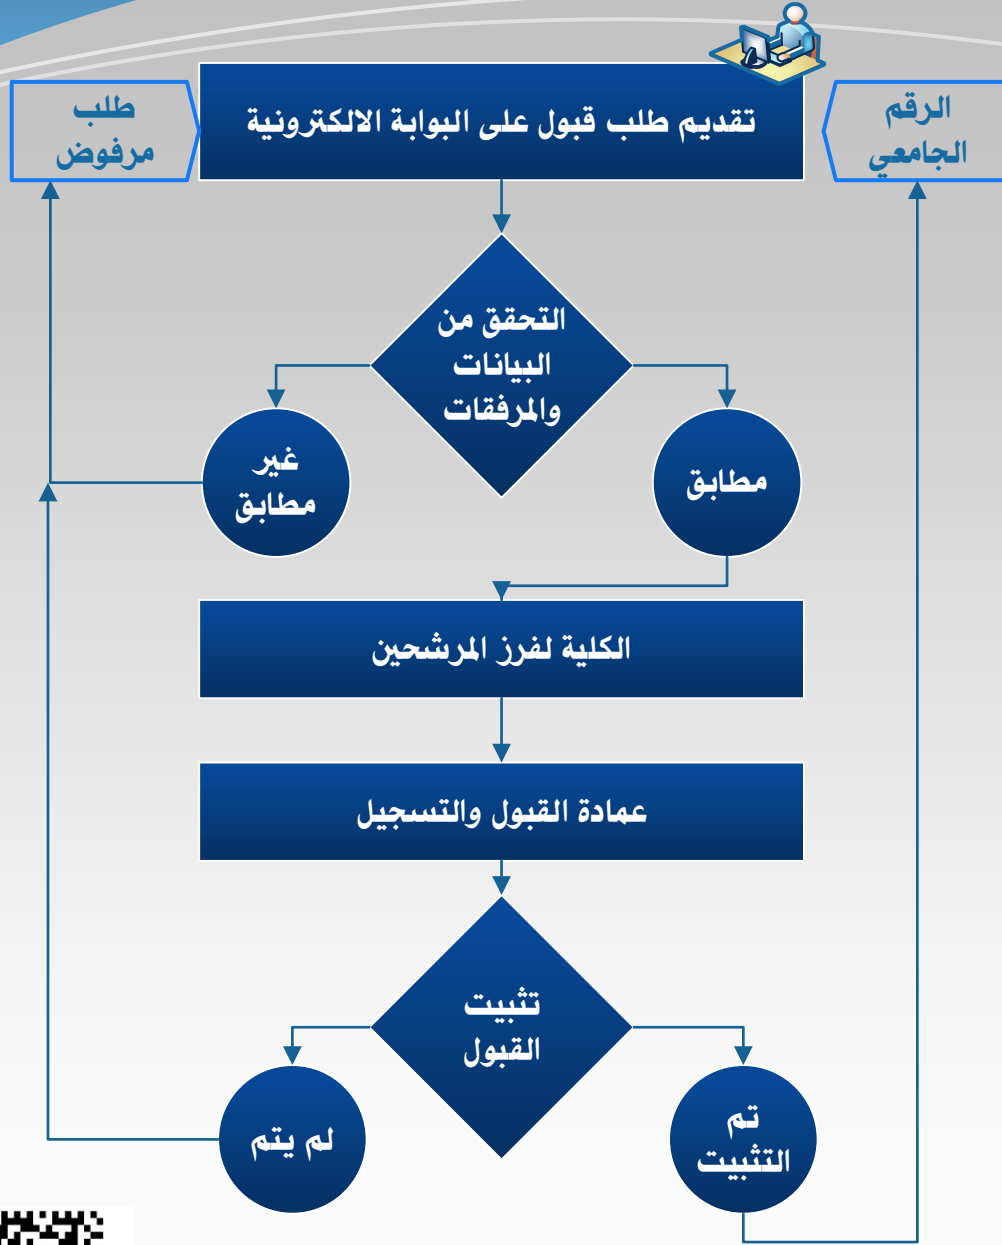 تقديم طلب قبول على البوابة الالكترونية
الرقم
الجامعي
طلب
مرفوض
التحقق من
البيانات
والمرفقات
مطابق
غير
مطابق
الكلية لفرز المرشحين
عمادة القبول والتسجيل
تثبيت
القبول
تم
التثبيت
لم يتم